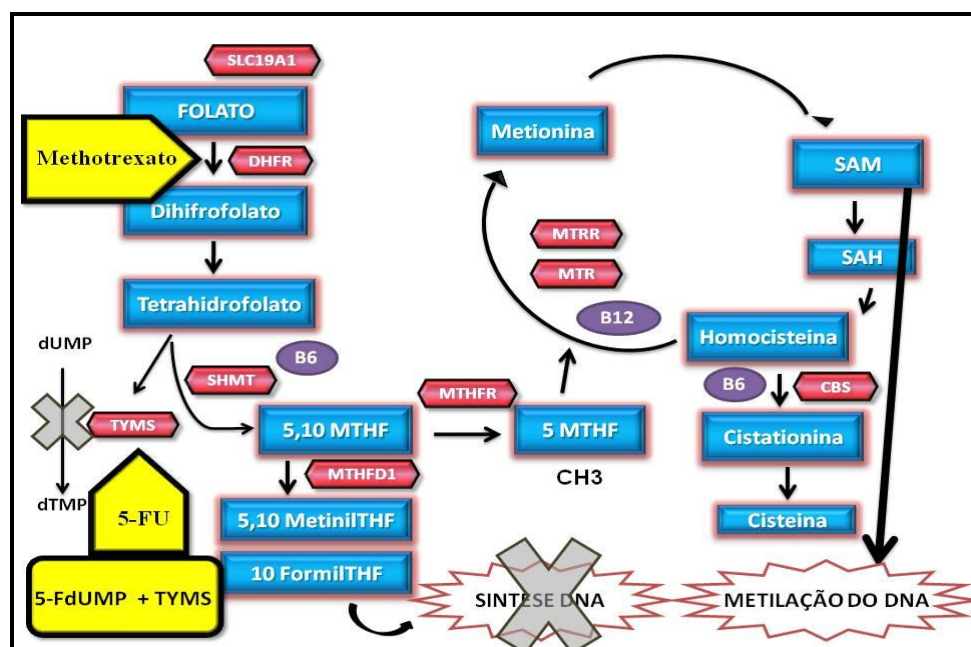 SLC19A1
FOLATO
Methotrexato
DHFR
Dihifrofolato
Tetrahidrofolato
dUMP
B6
SHMT
TYMS
5,10 MTHF
MTHFD1
dTMP
5-FU
5,10 MetinilTHF
10 FormilTHF
5-FdUMP + TYMS
MTHFR
5 MTHF
CH3
Metionina
MTRR
MTR
B12
SAM
SAH
Homocisteina
B6
CBS
Cistationina
Cisteina
SINTESE DNA
METILAÇÃO DO DNA